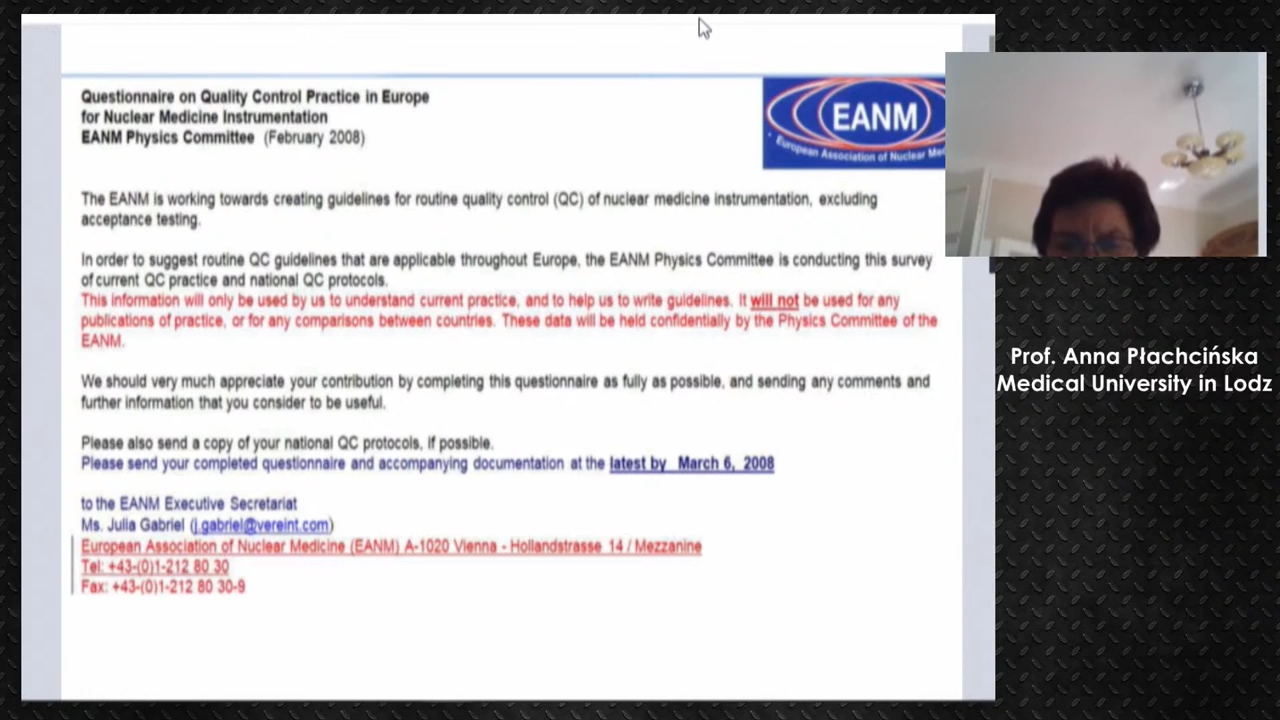 Questionnaire on Quality Control Practice in Europe
for Nuclear Medicine Instrumentation
EANM Physics Committee (February 2008)
EANM
European Association of Nuclear Me
The EANM is working towards creating guidelines for routine quality control (QC) of nuclear medicine instrumentation, excluding
acceptance testing.
In order to suggest routine QC guidelines that are applicable throughout Europe, the EANM Physics Committee is conducting this survey
of current QC practice and national QC protocols.
This information will only be used by us to understand current practice, and to help us to write guidelines. It will not be used for any
publications of practice, or for any comparisons between countries. These data will be held confidentially by the Physics Committee of the
EANM.
We should very much appreciate your contribution by completing this questionnaire as fully as possible, and sending any comments and
further information that you consider to be useful.
Please also send a copy of your national QC protocols, if possible.
Please send your completed questionnaire and accompanying documentation at the latest by March 6, 2008
to the EANM Executive Secretariat
Ms. Julia Gabriel (j.gabriel@vereint.com)
European Association of Nuclear Medicine (EANM) A-1020 Vienna - Hollandstrasse 14 / Mezzanine
Tel: +43-(0)1-212 80 30
Fax: +43-(0)1-212 80 30-9
Prof. Anna Płachcińska
Medical University in Lodz